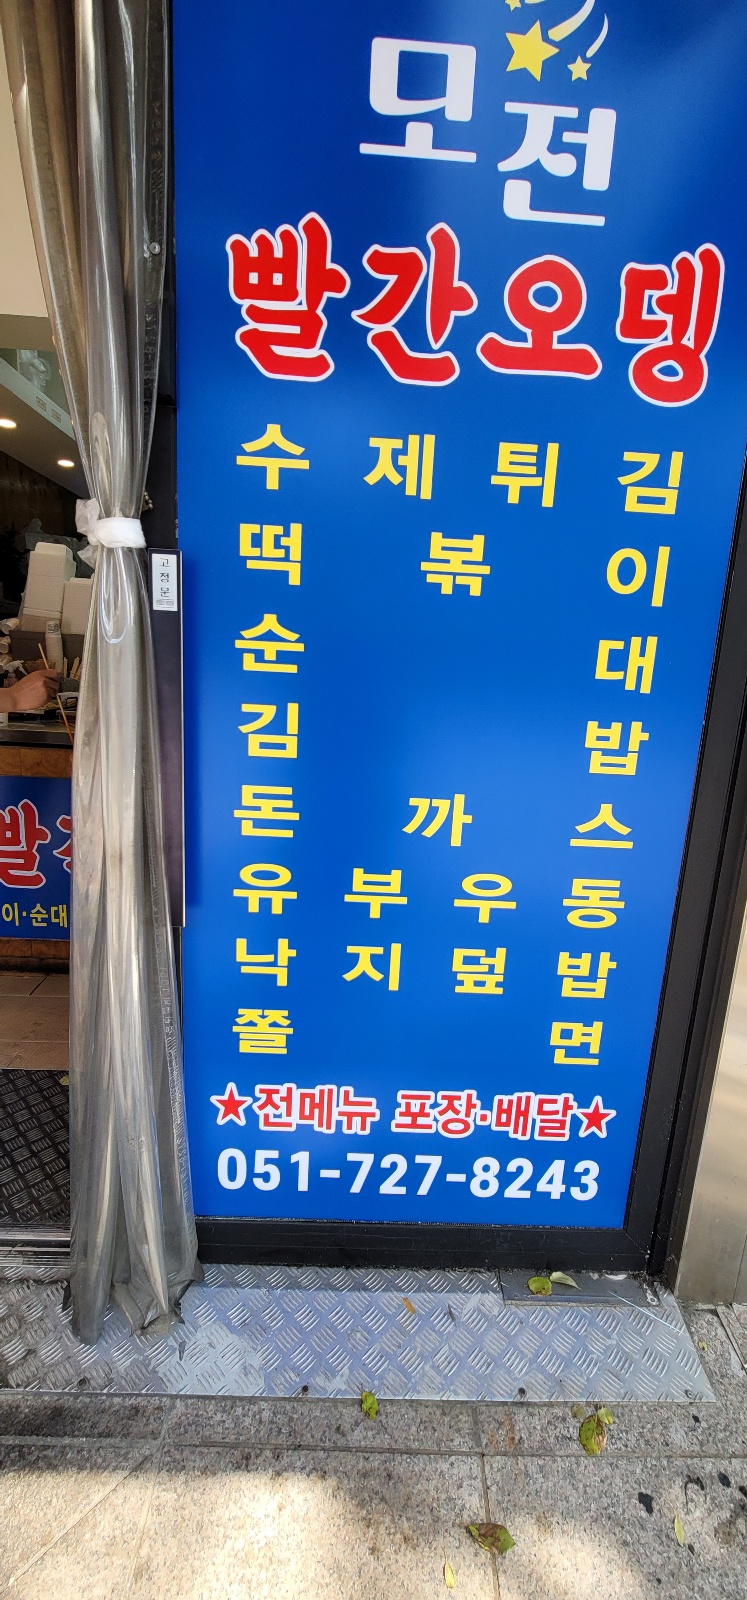 모전
빨간오뎅
수제튀김
떡볶이
순대
김밥
돈까스
유부우동
낙지덮밥
쫄면
★전메뉴 포장·배달★
051-727-8243
고정문
빨간
이·순대